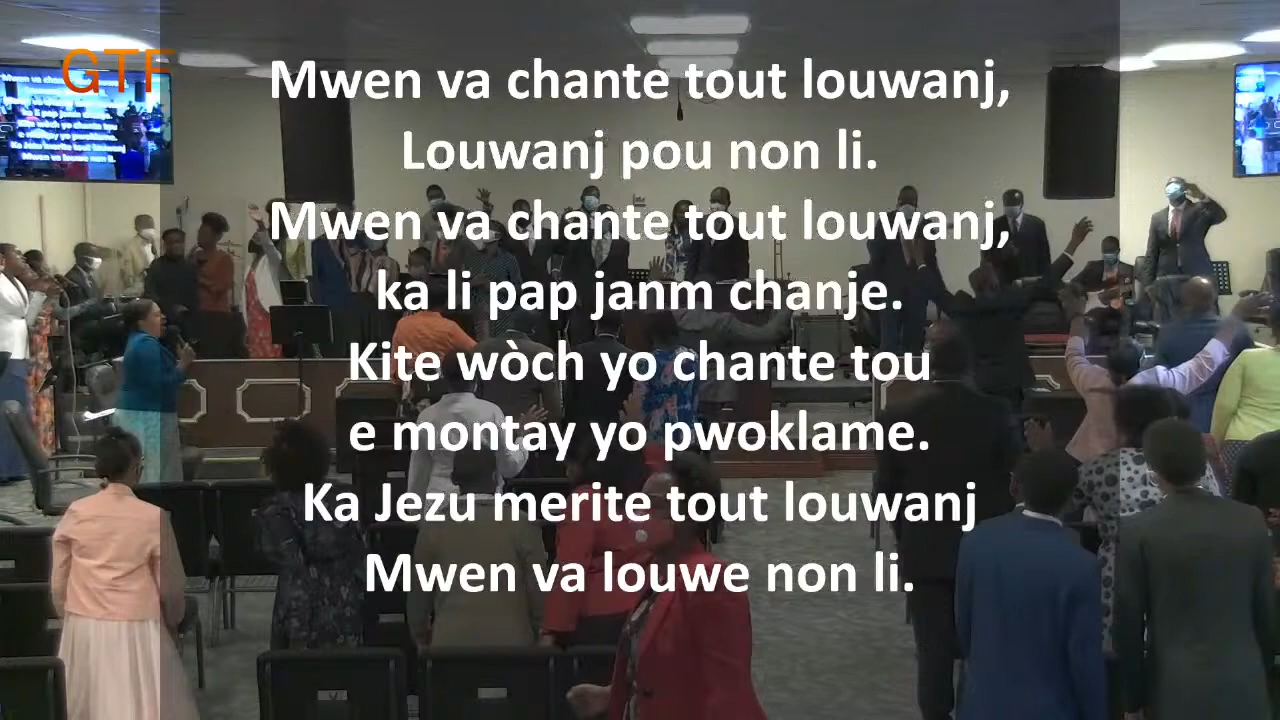 GTF
Mwen va chante tout louwanj,
Louwanj pou non li.
Mwen va chante tout louwanj,
ka li pap janm chanje.
Kite wòch yo chante tou
e montay yo pwoklame.
Ka Jezu merite tout louwanj
Mwen va louwe non li.